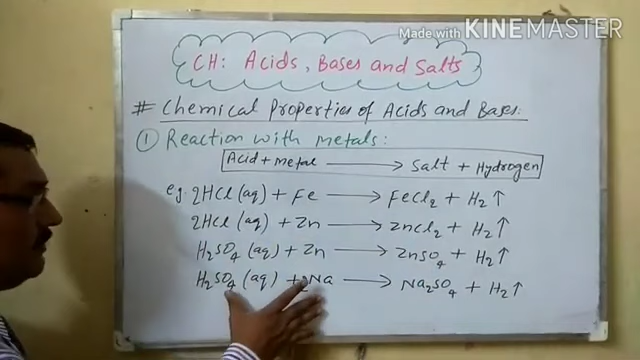 Made with KINEMASTER
CH: Acids, Bases and Salts
# Chemical Properties of Acids and Bases:
① Reaction with metals:
Acid + metal ⟶ Salt + Hydrogen
e.g: 2HCl (aq) + Fe ⟶ FeCl₂ + H₂↑
2HCl (aq) + Zn ⟶ ZnCl₂ + H₂↑
H₂SO₄ (aq) + Zn ⟶ ZnSO₄ + H₂↑
H₂SO₄ (aq) + 2Na ⟶ Na₂SO₄ + H₂↑